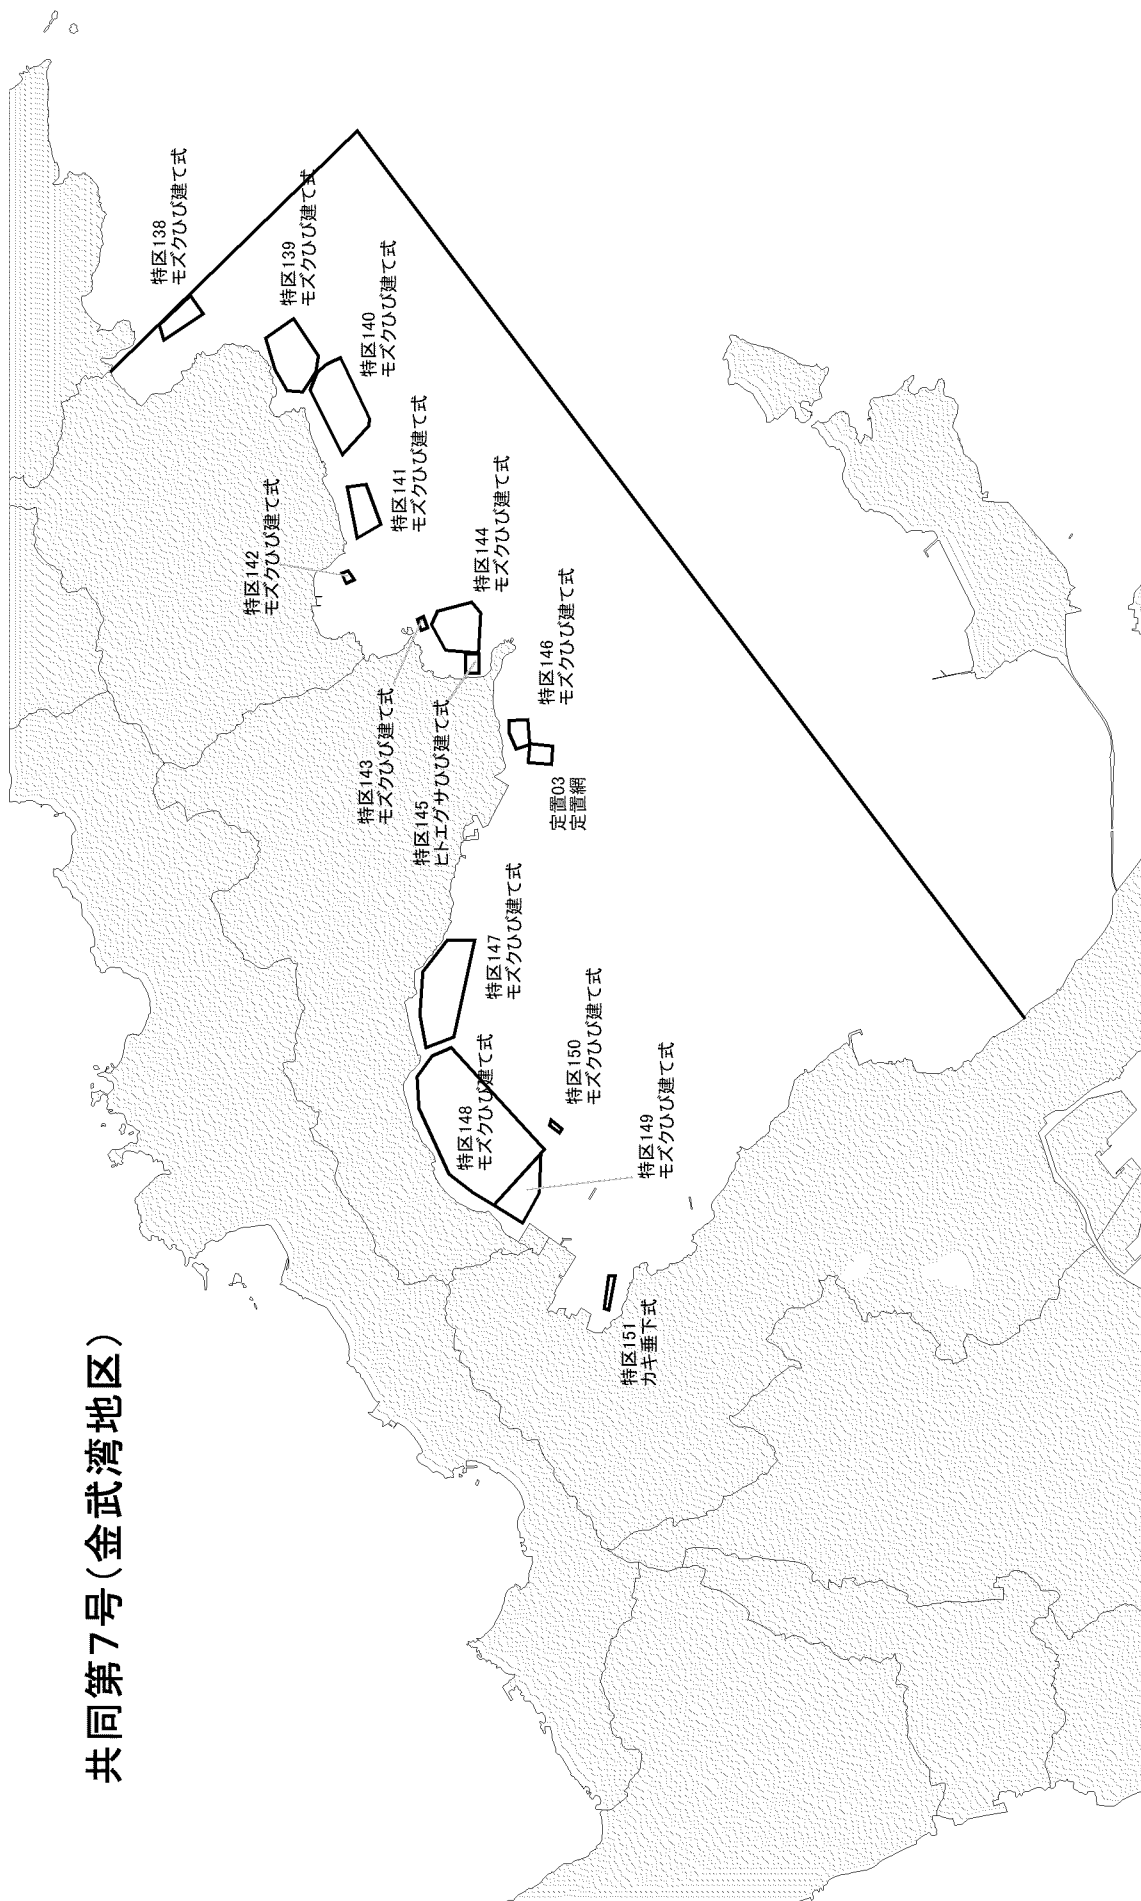 共同第7号(金武湾地区)
特区138
モズクひび建て式
特区139
モズクひび建て式
特区140
モズクひび建て式
特区141
モズクひび建て式
特区142
モズクひび建て式
特区143
モズクひび建て式
特区144
モズクひび建て式
特区145
ヒトエグサひび建て式
特区146
モズクひび建て式
定置03
定置網
特区147
モズクひび建て式
特区148
モズクひび建て式
特区149
モズクひび建て式
特区150
モズクひび建て式
特区151
カキ垂下式